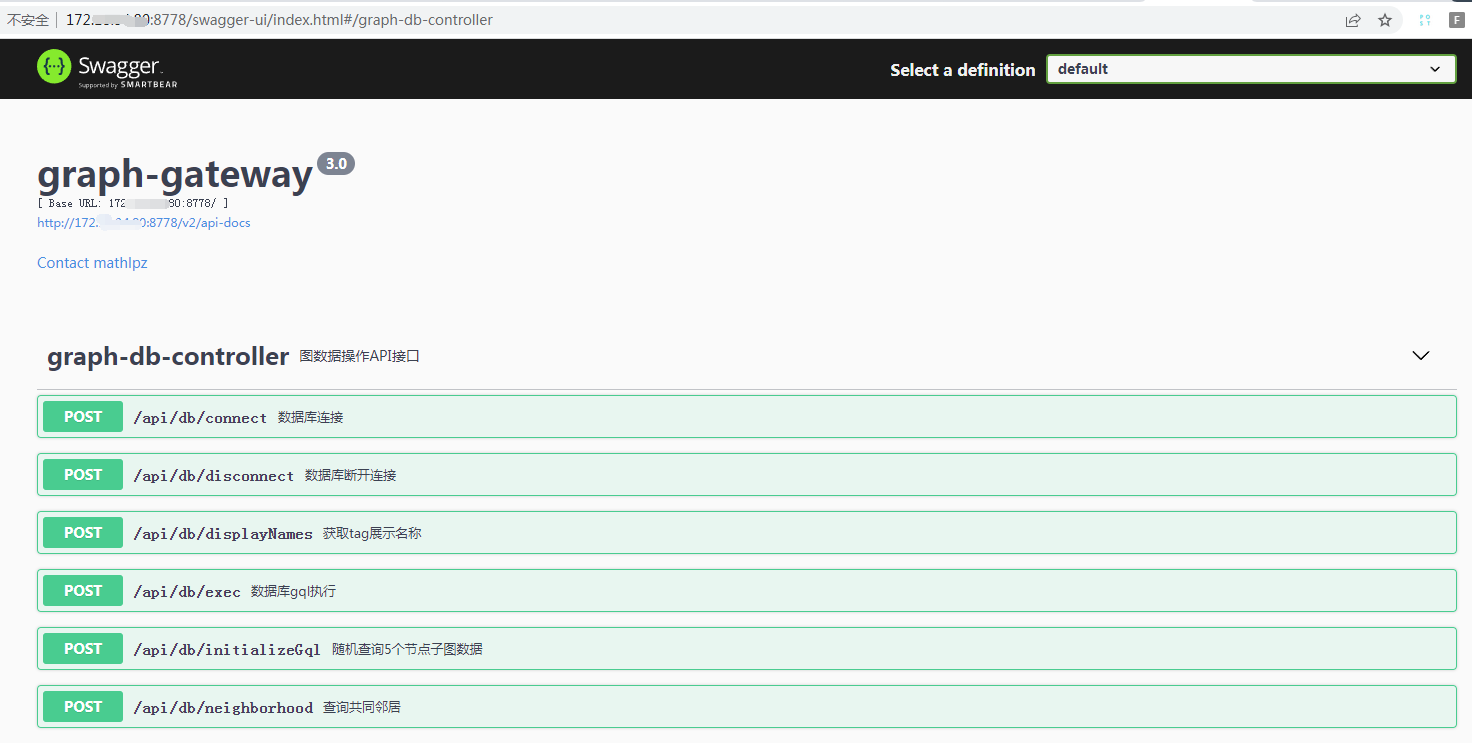 不安全 172. :8778/swagger-ui/index.html#/graph-db-controller F
Swagger
Supported by SMARTBEAR
Select a definition default
graph-gateway 3.0
[ Base URL: 172 90:8778/ ]
http://172. :8778/v2/api-docs
Contact mathlpz
graph-db-controller 图数据操作API接口
POST /api/db/connect 数据库连接
POST /api/db/disconnect 数据库断开连接
POST /api/db/displayNames 获取tag展示名称
POST /api/db/exec 数据库gql执行
POST /api/db/initializeGql 随机查询5个节点子图数据
POST /api/db/neighborhood 查询共同邻居